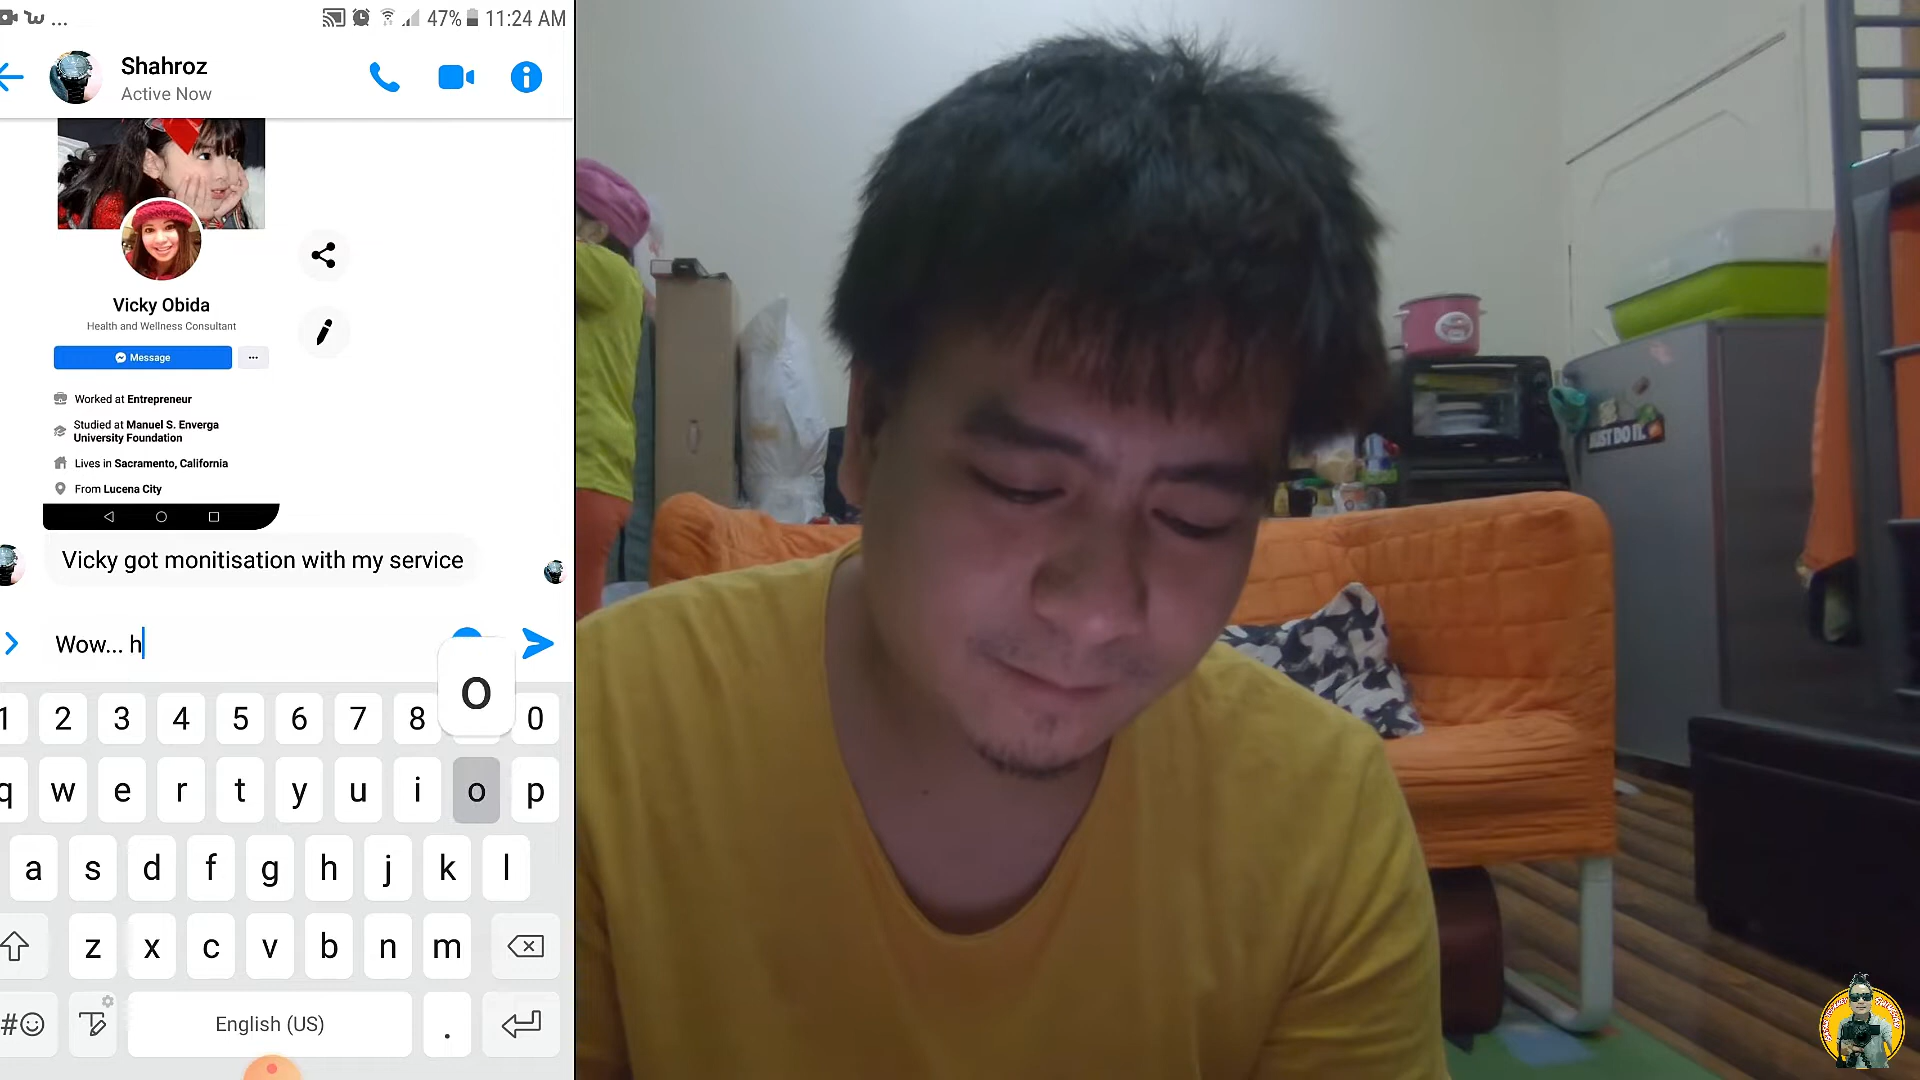 ... 47% 11:24 AM
Shahroz
Active Now
Vicky Obida
Health and Wellness Consultant
Message
...
Worked at Entrepreneur
Studied at Manuel S. Enverga
University Foundation
Lives in Sacramento, California
From Lucena City
Vicky got monitisation with my service
Wow... h
o
1 2 3 4 5 6 7 8 0
q w e r t y u i o p
a s d f g h j k l
z x c v b n m
#
English (US)
.
JUST DO IT.